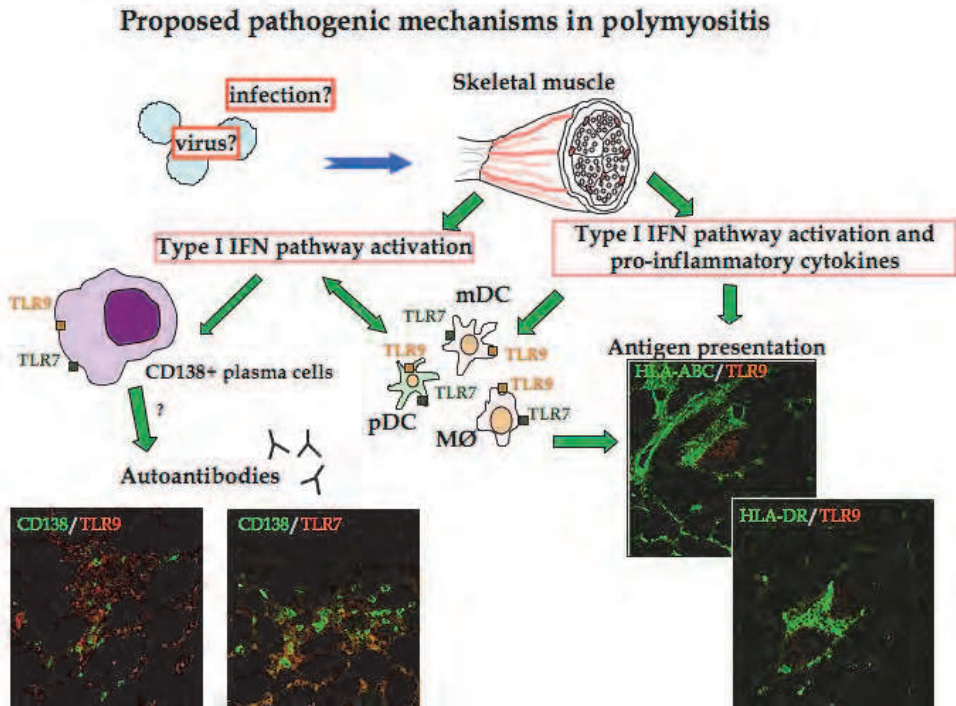 Proposed pathogenic mechanisms in polymyositis
infection?
virus?
Skeletal muscle
Type I IFN pathway activation
Type I IFN pathway activation and
pro-inflammatory cytokines
TLR9
TLR7
CD138+ plasma cells
?
Autoantibodies
mDC
TLR7
TLR9
TLR9
TLR7
pDC
TLR9
TLR7
MØ
Antigen presentation
HLA-ABC/TLR9
HLA-DR/TLR9
CD138/TLR9
CD138/TLR7